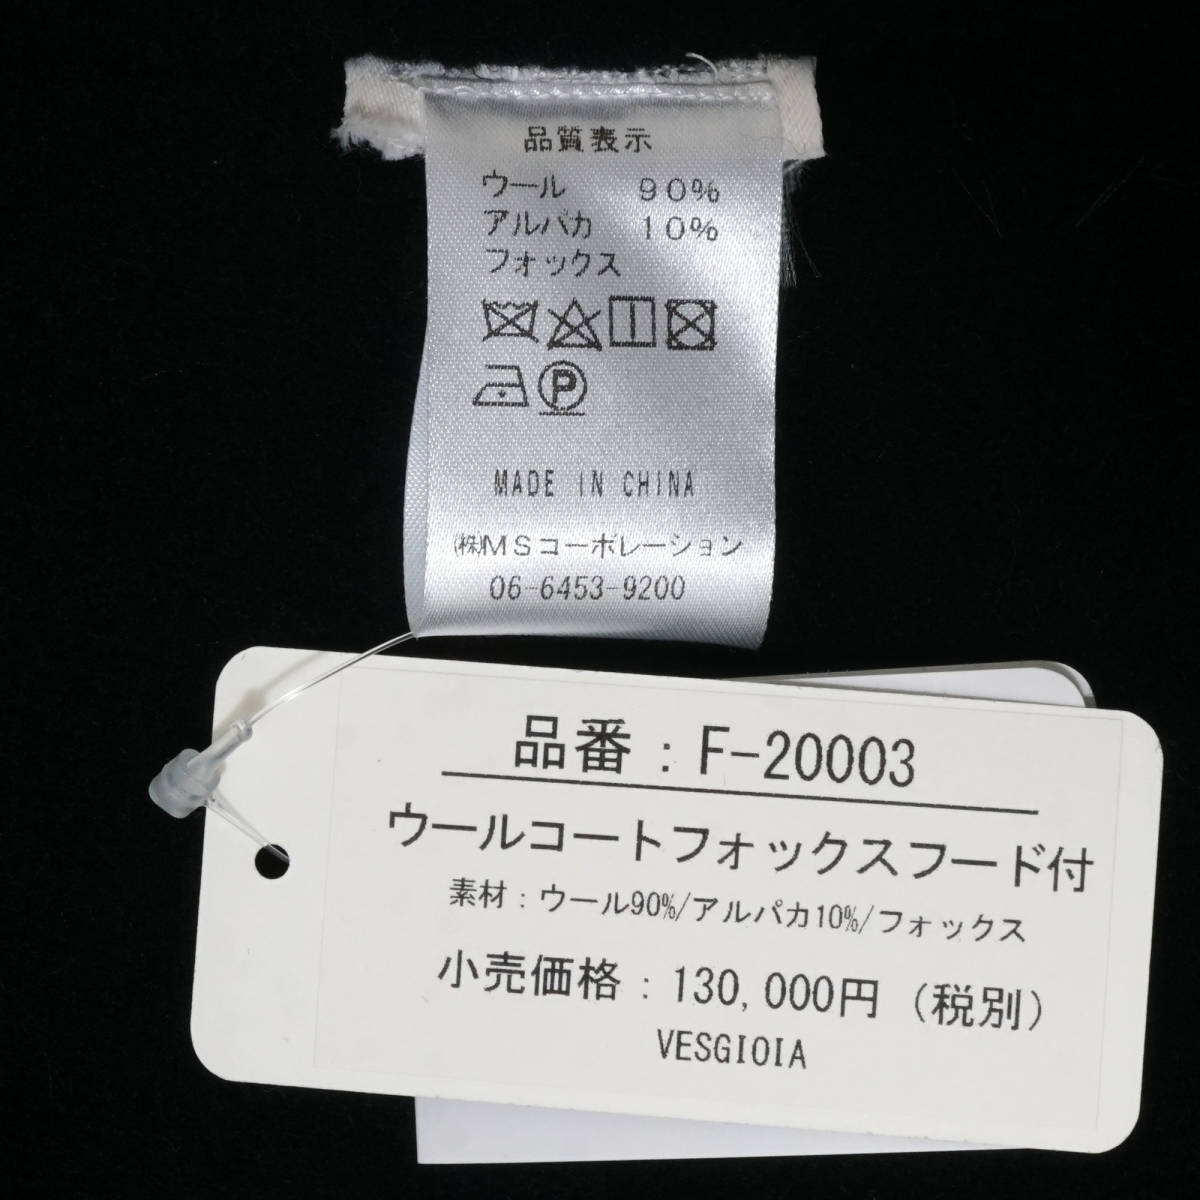 品質表示
ウール 90%
アルパカ 10%
フォックス
P
MADE IN CHINA
㈱MSコーポレーション
06-6453-9200
品番：F-20003
ウールコートフォックスフード付
素材：ウール90%/アルパカ10%/フォックス
小売価格：130,000円（税別）
VESGIOIA